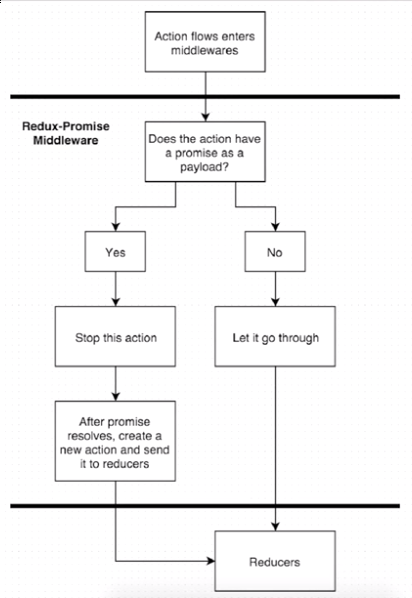 Action flows enters
middlewares
Redux-Promise
Middleware
Does the action have
a promise as a
payload?
Yes
No
Stop this action
Let it go through
After promise
resolves, create a
new action and send
it to reducers
Reducers